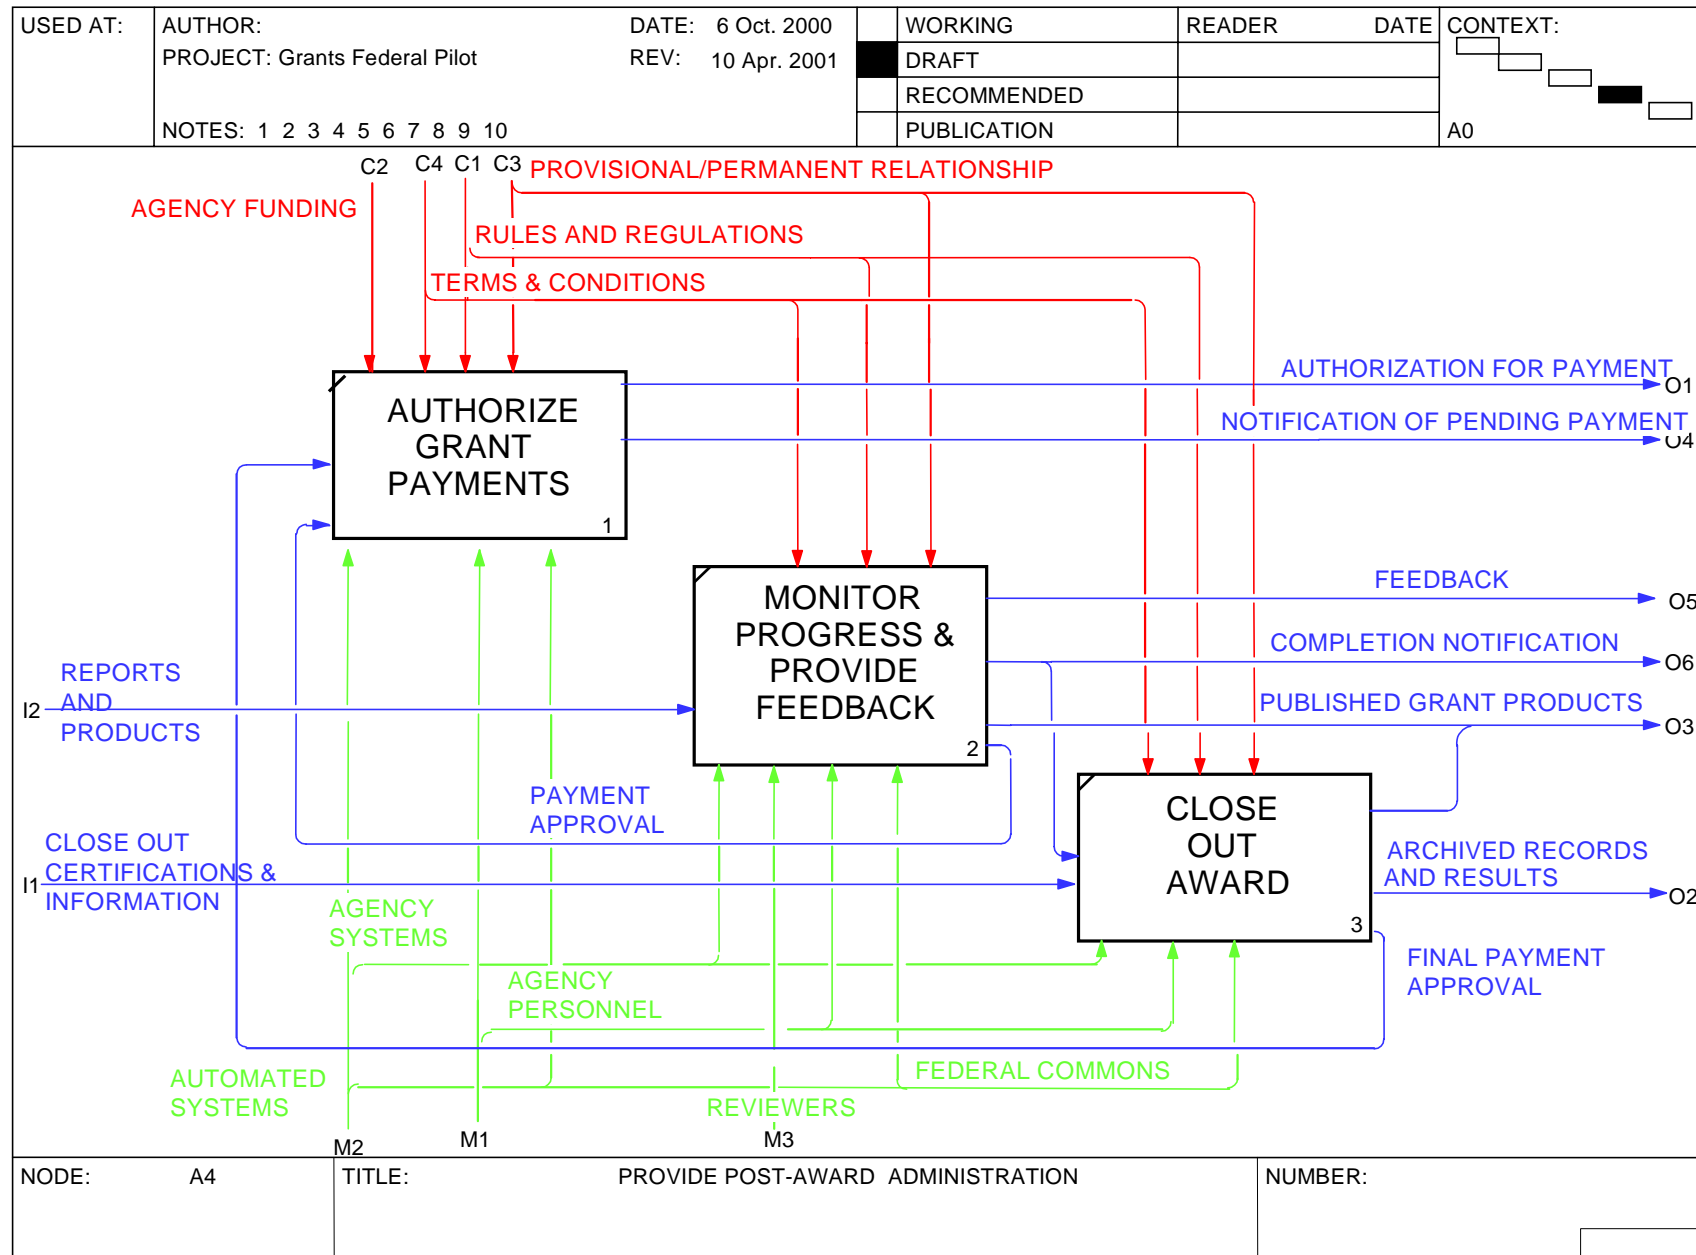 USED AT:
AUTHOR:
DATE: 6 Oct. 2000
PROJECT: Grants Federal Pilot
REV: 10 Apr. 2001
NOTES: 1 2 3 4 5 6 7 8 9 10
WORKING
DRAFT
RECOMMENDED
PUBLICATION
READER DATE
CONTEXT:
A0
C2 C4 C1 C3
PROVISIONAL/PERMANENT RELATIONSHIP
AGENCY FUNDING
RULES AND REGULATIONS
TERMS & CONDITIONS
AUTHORIZE
GRANT
PAYMENTS
1
AUTHORIZATION FOR PAYMENT
O1
NOTIFICATION OF PENDING PAYMENT
O4
MONITOR
PROGRESS &
PROVIDE
FEEDBACK
2
FEEDBACK
O5
COMPLETION NOTIFICATION
O6
PUBLISHED GRANT PRODUCTS
O3
I2
REPORTS
AND
PRODUCTS
PAYMENT
APPROVAL
I1
CLOSE OUT
CERTIFICATIONS &
INFORMATION
CLOSE
OUT
AWARD
3
ARCHIVED RECORDS
AND RESULTS
O2
FINAL PAYMENT
APPROVAL
AGENCY
SYSTEMS
AGENCY
PERSONNEL
AUTOMATED
SYSTEMS
FEDERAL COMMONS
REVIEWERS
M2
M1
M3
NODE: A4
TITLE: PROVIDE POST-AWARD ADMINISTRATION
NUMBER: